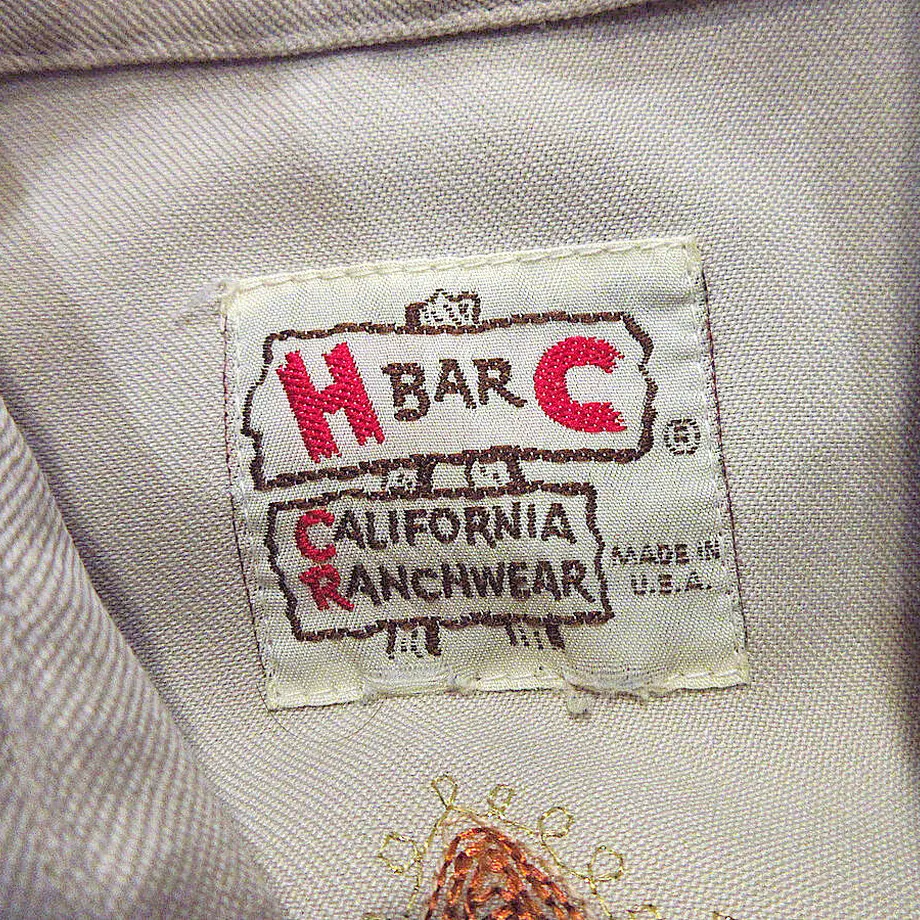 H BAR C ®
CALIFORNIA
RANCHWEAR
MADE IN
U.S.A.